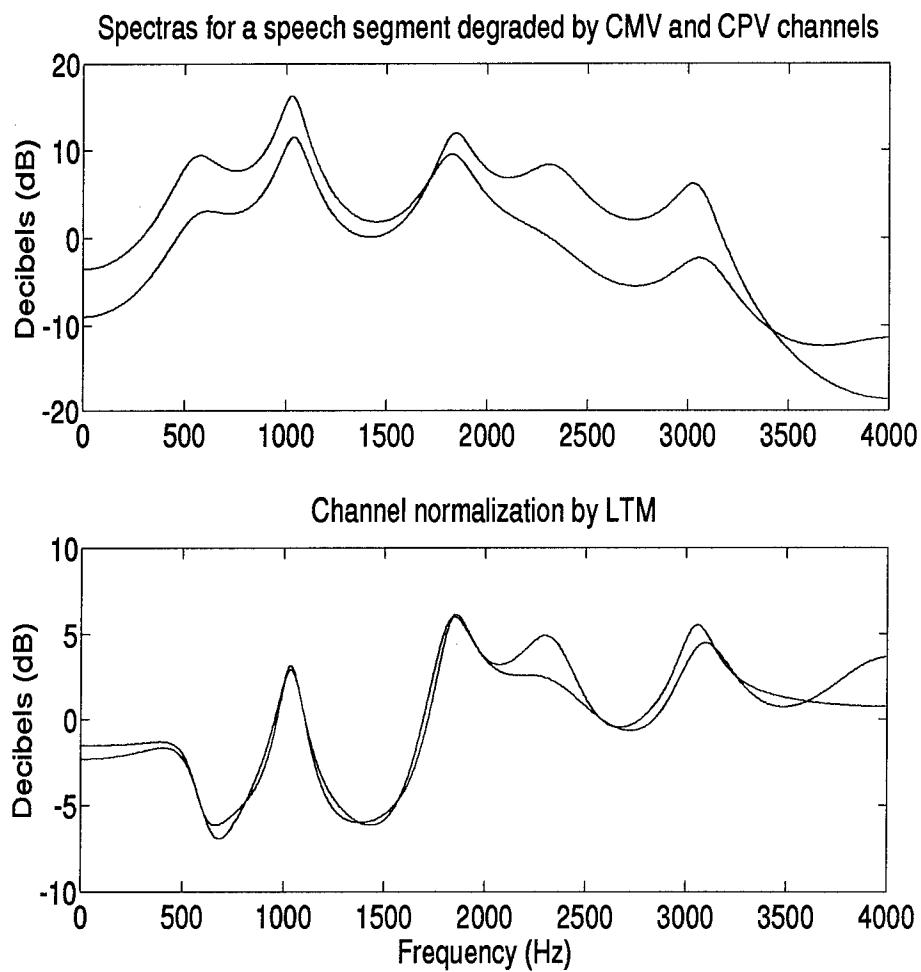 Spectras for a speech segment degraded by CMV and CPV channels
20
10
0
-10
-20
Decibels (dB)
0 500 1000 1500 2000 2500 3000 3500 4000
Channel normalization by LTM
10
5
0
-5
-10
Decibels (dB)
0 500 1000 1500 2000 2500 3000 3500 4000
Frequency (Hz)